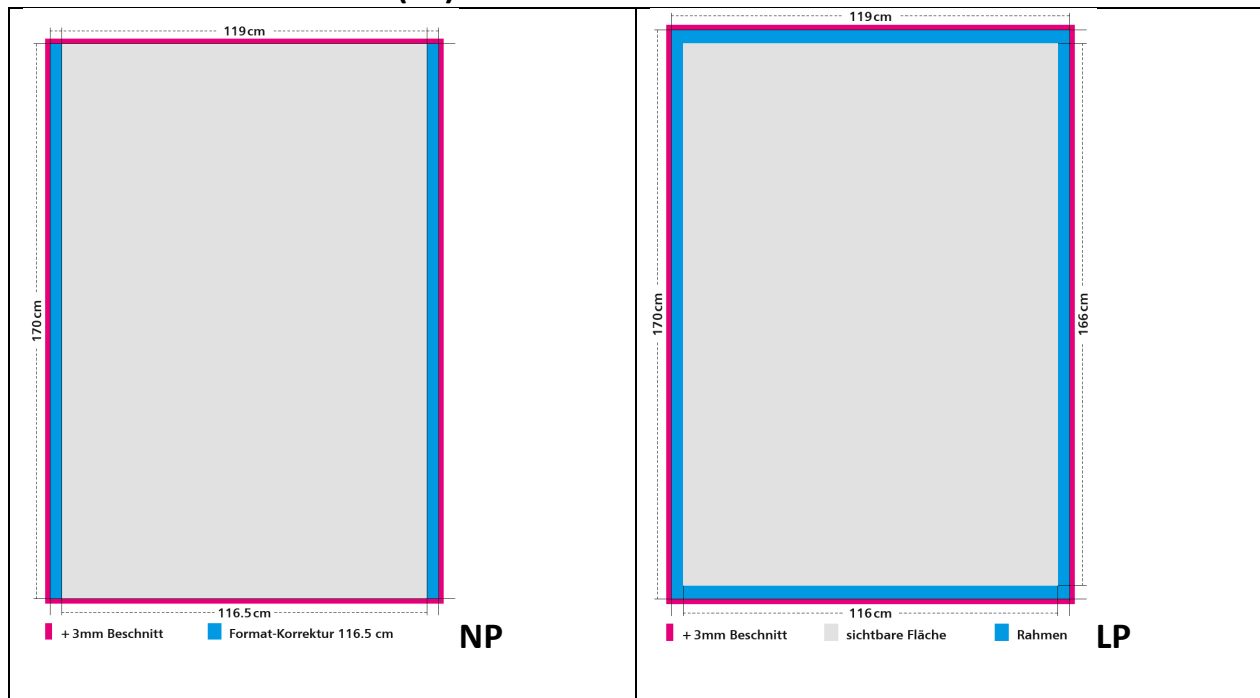 119cm
170cm
116.5cm
+ 3mm Beschnitt
Format-Korrektur 116.5 cm
NP
119cm
170cm
166cm
116cm
+ 3mm Beschnitt
sichtbare Fläche
Rahmen
LP